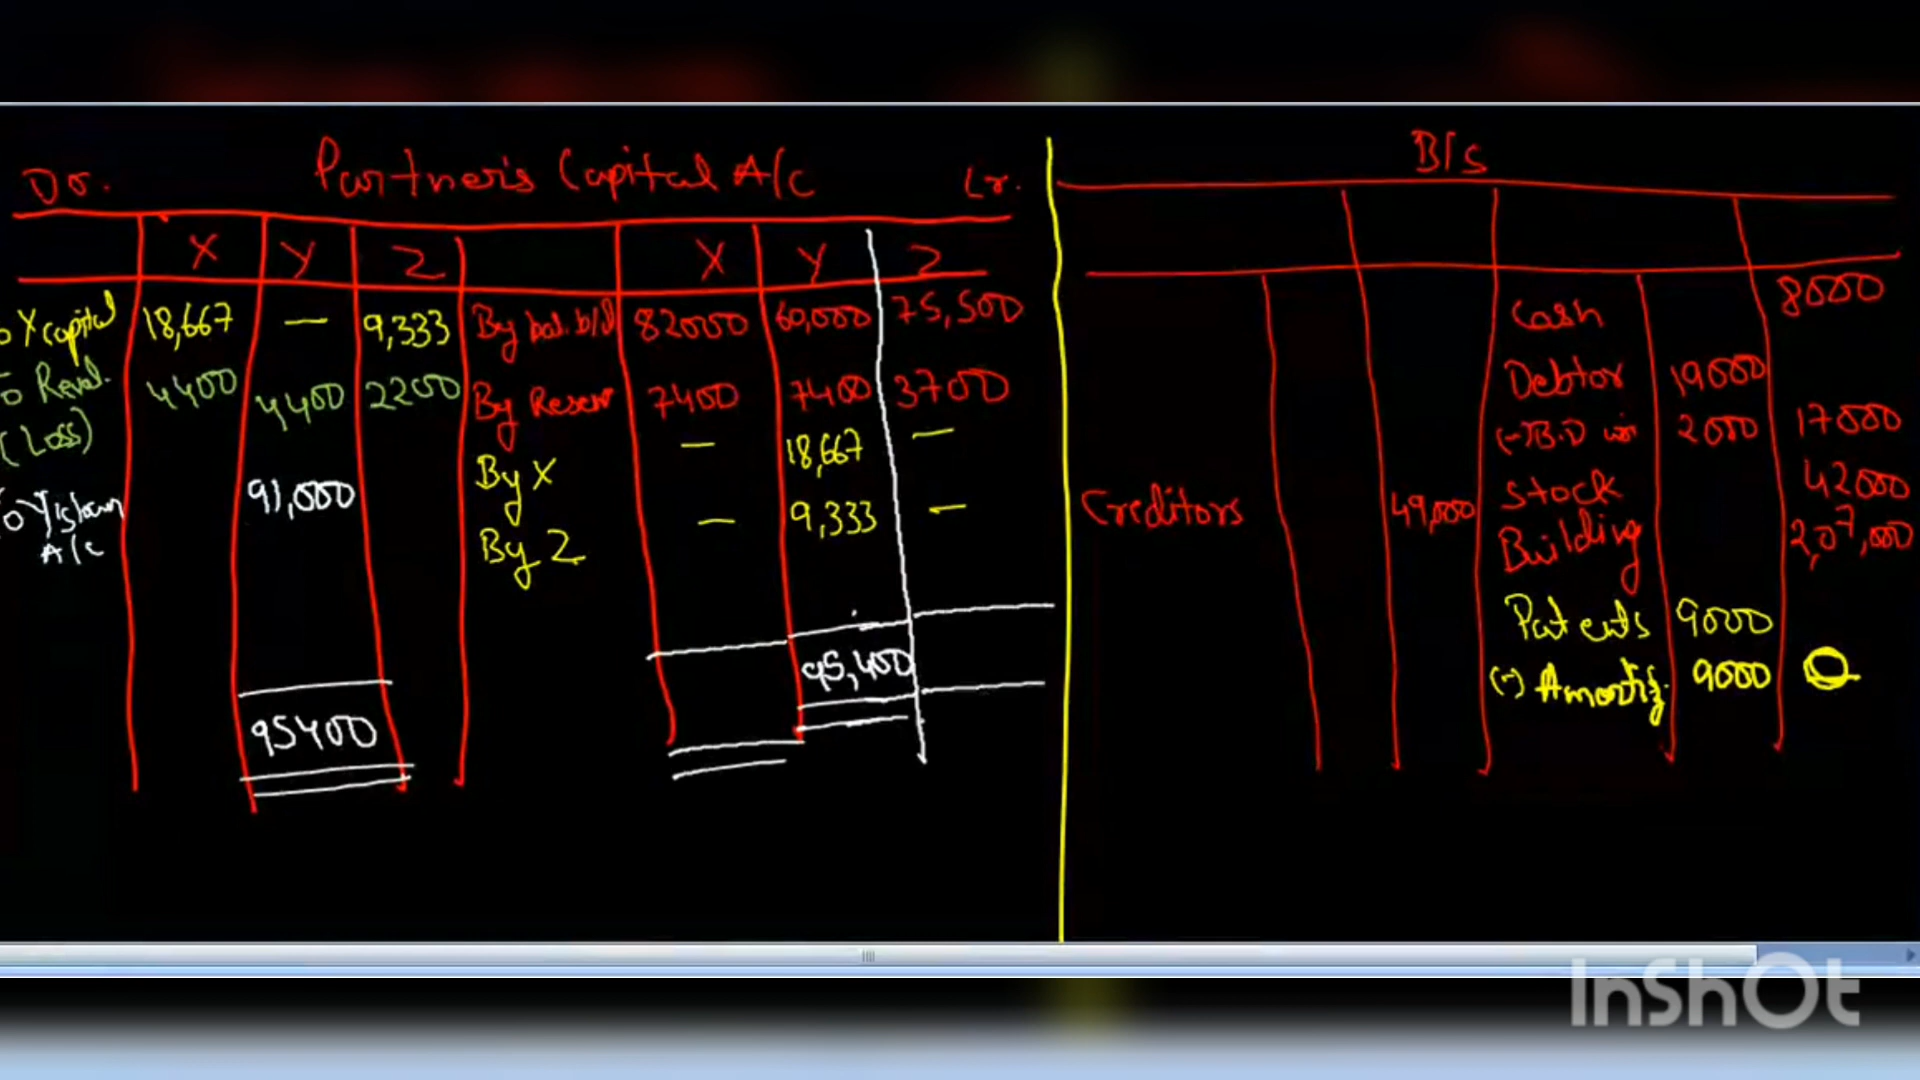 Dr. Partner's Capital A/c Cr.
X Y Z X Y Z
To Y capital 18,667 — 9,333 By bal. b/d 82000 60,000 75,500
To Reval. (Loss) 4400 4400 2200 By Reserv 7400 7400 3700
By X — 18,667 —
To Y's loan A/c 91,000
By Z — 9,333 —
95,400
95400
B/S
Cash 8000
Debtor 19000
(-) B.D 2000 17000
Creditors 49,000 Stock 42000
Building 2,07,000
Patents 9000
(-) Amortiz. 9000 0
InShOt